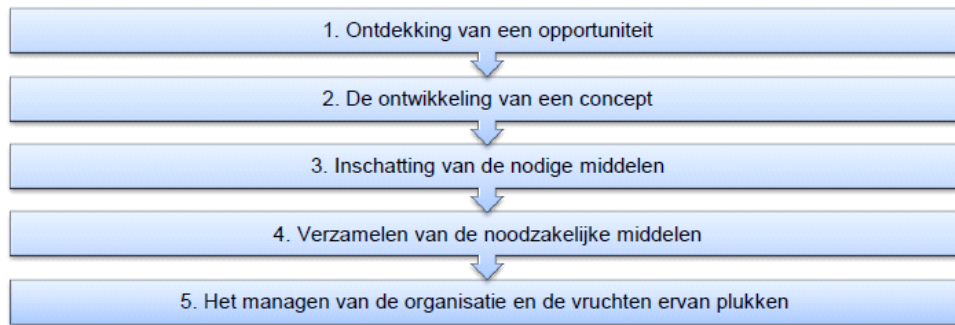 1. Ontdekking van een opportuniteit
2. De ontwikkeling van een concept
3. Inschatting van de nodige middelen
4. Verzamelen van de noodzakelijke middelen
5. Het managen van de organisatie en de vruchten ervan plukken